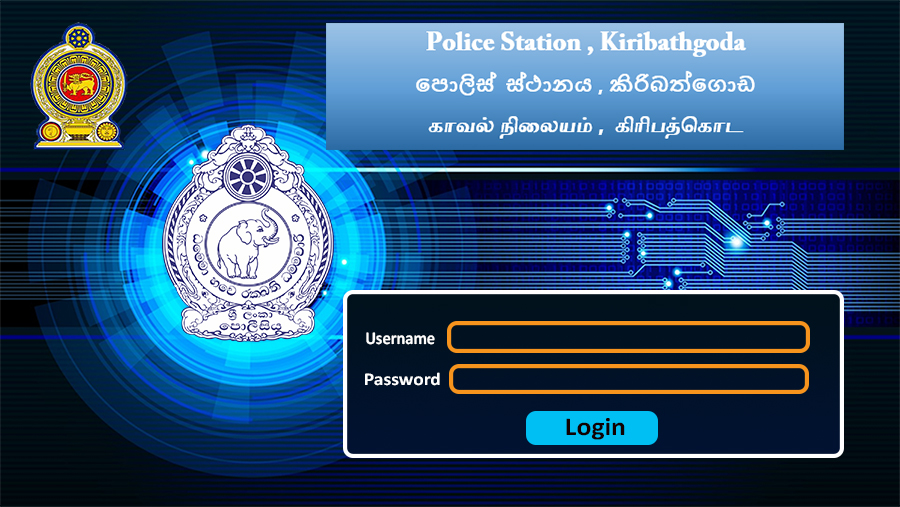 Police Station , Kiribathgoda
පොලිස් ස්ථානය , කිරිබත්ගොඩ
காவல் நிலையம் , கிரிபத்கொட
ශ්‍රී ලංකා
පොලිසිය
Username
Password
Login